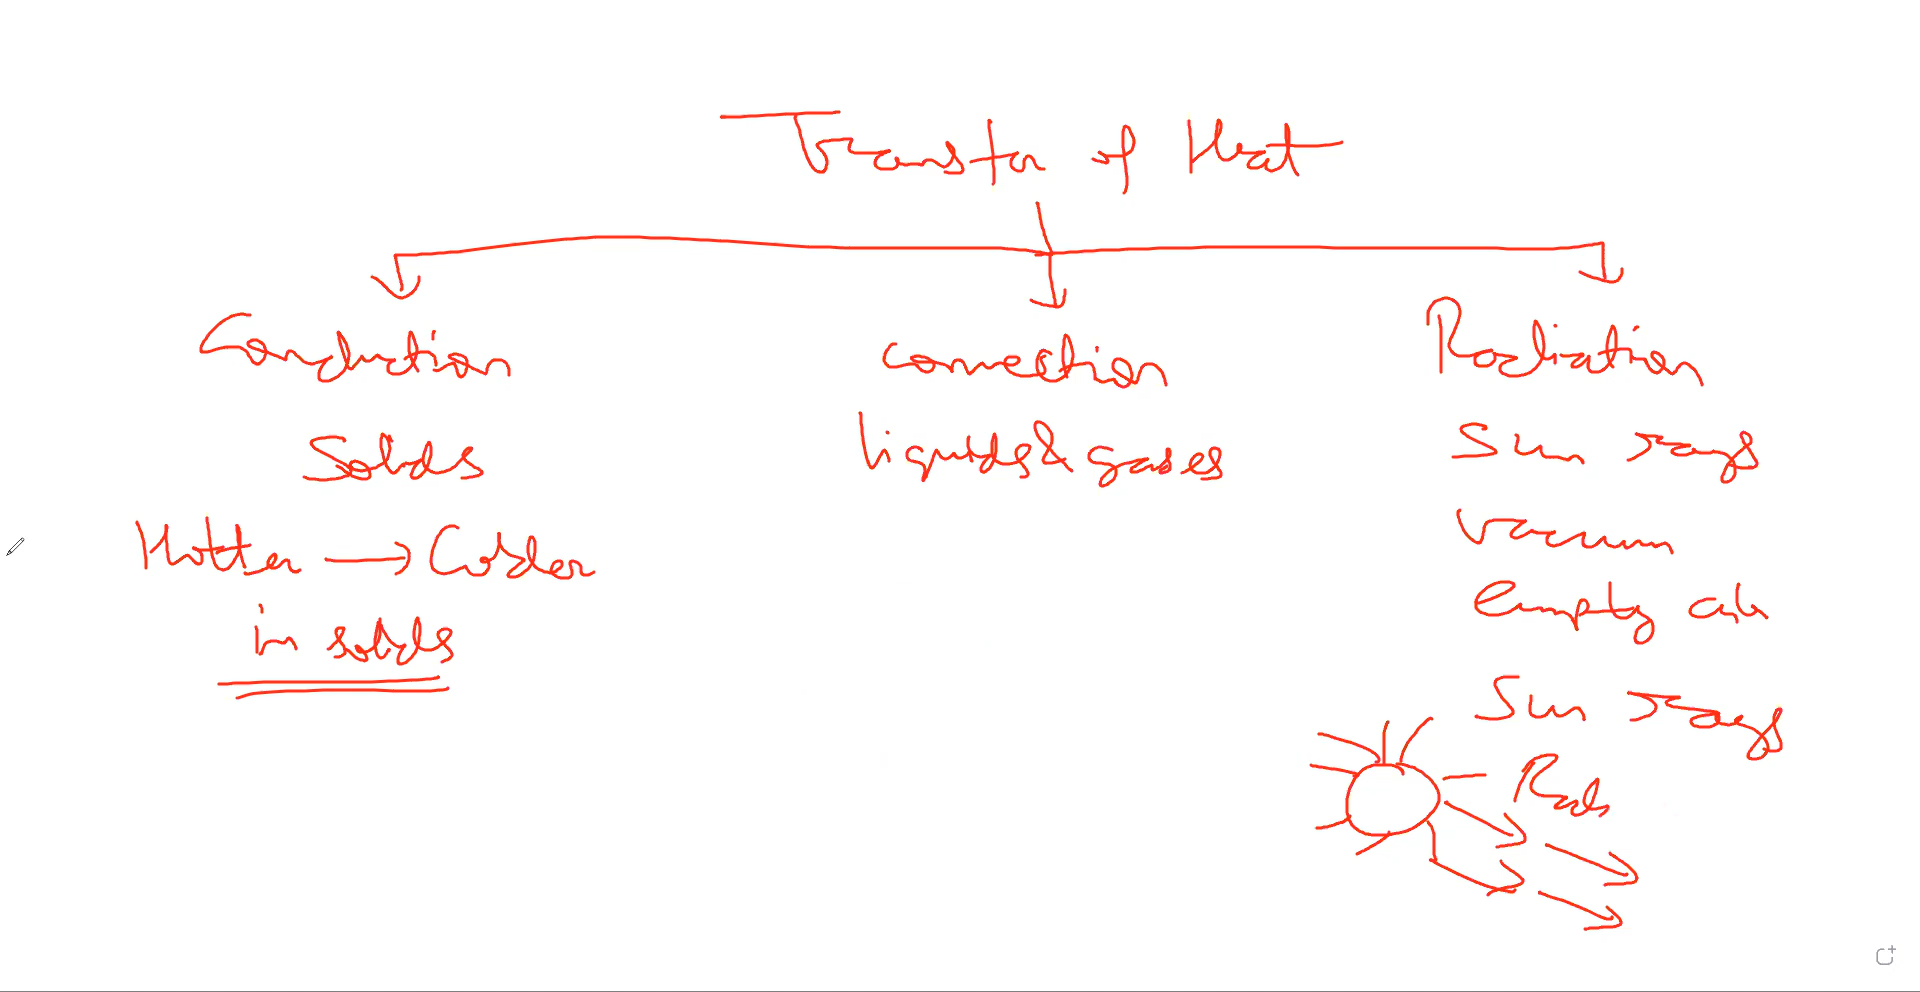 Transfer of Heat
Conduction
Solids
Hotter → Colder
in solids
convection
liquids & gases
Radiation
Sun rays
vacuum
empty
Sun rays